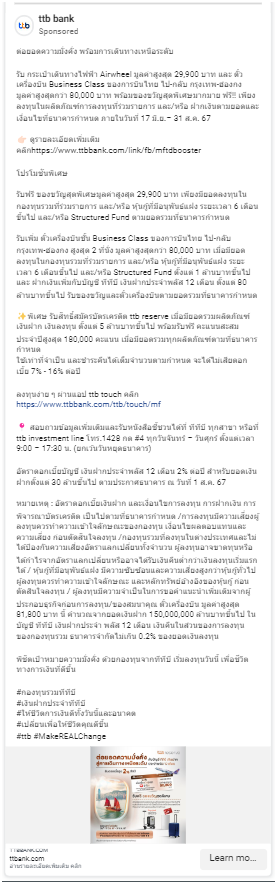 ttb bank
Sponsored
ต่อยอดความมั่งคั่ง พร้อมการเดินทางเหนือระดับ
รับ กระเป๋าเดินทางไฟฟ้า Airwheel มูลค่าสูงสุด 29,900 บาท และ ตั๋ว
เครื่องบิน Business Class ของการบินไทย ไป-กลับ กรุงเทพ-ฮ่องกง
มูลค่าสูงสุดกว่า 80,000 บาท พร้อมของขวัญสุดพิเศษมากมาย ฟรี!! เพียง
ลงทุนในผลิตภัณฑ์การลงทุนที่ร่วมรายการ และ/หรือ ฝากเงินตามยอดและ
เงื่อนไขที่ธนาคารกำหนด ภายในวันที่ 17 มิ.ย.– 31 ส.ค. 67
👉🏻 ดูรายละเอียดเพิ่มเติม
คลิกhttps://www.ttbbank.com/link/fb/mftdbooster
โปรโมชันพิเศษ
รับฟรี ของขวัญสุดพิเศษมูลค่าสูงสุด 29,900 บาท เพียงมียอดลงทุนใน
กองทุนรวมที่ร่วมรายการ และ/หรือ หุ้นกู้ที่มีอนุพันธ์แฝง ระยะเวลา 6 เดือน
ขึ้นไป และ/หรือ Structured Fund ตามยอดรวมที่ธนาคารกำหนด
รับเพิ่ม ตั๋วเครื่องบินชั้น Business Class ของการบินไทย ไป-กลับ
กรุงเทพ-ฮ่องกง สูงสุด 2 ที่นั่ง มูลค่าสูงสุดกว่า 80,000 บาท เมื่อมียอด
ลงทุนในกองทุนรวมที่ร่วมรายการ และ/หรือ หุ้นกู้ที่มีอนุพันธ์แฝง ระยะ
เวลา 6 เดือนขึ้นไป และ/หรือ Structured Fund ตั้งแต่ 1 ล้านบาทขึ้นไป
และ ฝากเงินเพิ่มกับบัญชี ทีทีบี เงินฝากประจำพลัส 12 เดือน ตั้งแต่ 80
ล้านบาทขึ้นไป รับของขวัญและตั๋วเครื่องบินตามยอดรวมที่ธนาคารกำหนด
✨พิเศษ รับสิทธิ์สมัครบัตรเครดิต ttb reserve เมื่อมียอดรวมผลิตภัณฑ์
เงินฝาก เงินลงทุน ตั้งแต่ 5 ล้านบาทขึ้นไป พร้อมรับฟรี คะแนนสะสม
ประจำปีสูงสุด 180,000 คะแนน เมื่อมียอดรวมทุกผลิตภัณฑ์ตามที่ธนาคาร
กำหนด
ใช้เท่าที่จำเป็น และชำระคืนได้เต็มจำนวนตามกำหนด จะได้ไม่เสียดอก
เบี้ย 7% - 16% ต่อปี
ลงทุนง่าย ๆ ผ่านแอป ttb touch คลิก
https://www.ttbbank.com/ttb/touch/mf
📍 สอบถามข้อมูลเพิ่มเติมและรับหนังสือชี้ชวนได้ที่ ทีทีบี ทุกสาขา หรือที่
ttb investment line โทร.1428 กด #4 ทุกวันจันทร์ – วันศุกร์ ตั้งแต่เวลา
9:00 – 17:30 น. (ยกเว้นวันหยุดธนาคาร)
อัตราดอกเบี้ยบัญชี เงินฝากประจำพลัส 12 เดือน 2% ต่อปี สำหรับยอดเงิน
ฝากตั้งแต่ 30 ล้านบาทขึ้นไป ตามประกาศธนาคาร ณ วันที่ 1 ส.ค. 67
หมายเหตุ : อัตราดอกเบี้ยเงินฝาก และเงื่อนไขการลงทุน การฝากเงิน การ
พิจารณาบัตรเครดิต เป็นไปตามที่ธนาคารกำหนด /การลงทุนมีความเสี่ยงผู้
ลงทุนควรทำความเข้าใจลักษณะของกองทุน เงื่อนไขผลตอบแทนและ
ความเสี่ยง ก่อนตัดสินใจลงทุน /กองทุนรวมที่ลงทุนในต่างประเทศและไม่
ได้ป้องกันความเสี่ยงอัตราแลกเปลี่ยนทั้งจำนวน ผู้ลงทุนอาจขาดทุนหรือ
ได้กำไรจากอัตราแลกเปลี่ยนหรืออาจได้รับเงินคืนต่ำกว่าเงินลงทุนเริ่มแรก
ได้ / หุ้นกู้ที่มีอนุพันธ์แฝง มีความซับซ้อนและความเสี่ยงสูงกว่าหุ้นกู้ทั่วไป
ผู้ลงทุนควรทำความเข้าใจลักษณะ และหลักทรัพย์อ้างอิงของหุ้นกู้ ก่อน
ตัดสินใจลงทุน / ผู้ลงทุนมีความจำเป็นในการขอคำแนะนำเพิ่มเติมจากผู้
ประกอบธุรกิจก่อนการลงทุน/ของสมนาคุณ ตั๋วเครื่องบิน มูลค่าสูงสุด
81,900 บาท นี้ คำนวณจากยอดเงินฝาก 150,000,000 ล้านบาทขึ้นไป ใน
บัญชี ทีทีบี เงินฝากประจำ พลัส 12 เดือน เงินคืนในส่วนของการลงทุน
ของกองทุนรวม ธนาคารจำกัดไม่เกิน 0.2% ของยอดเงินลงทุน
พิชิตเป้าหมายความมั่งคั่ง ด้วยกองทุนจากทีทีบี เริ่มลงทุนวันนี้ เพื่อชีวิต
ทางการเงินที่ดีขึ้น
#กองทุนรวมทีทีบี
#เงินฝากประจำทีทีบี
#ให้ชีวิตการเงินดีทั้งวันนี้และอนาคต
#เปลี่ยนเพื่อให้ชีวิตคุณดีขึ้น
#ttb #MakeREALChange
ต่อยอดความมั่งคั่ง
TTBBANK.COM
ttbbank.com
อ่านรายละเอียดเพิ่มเติม คลิก
Learn mo...